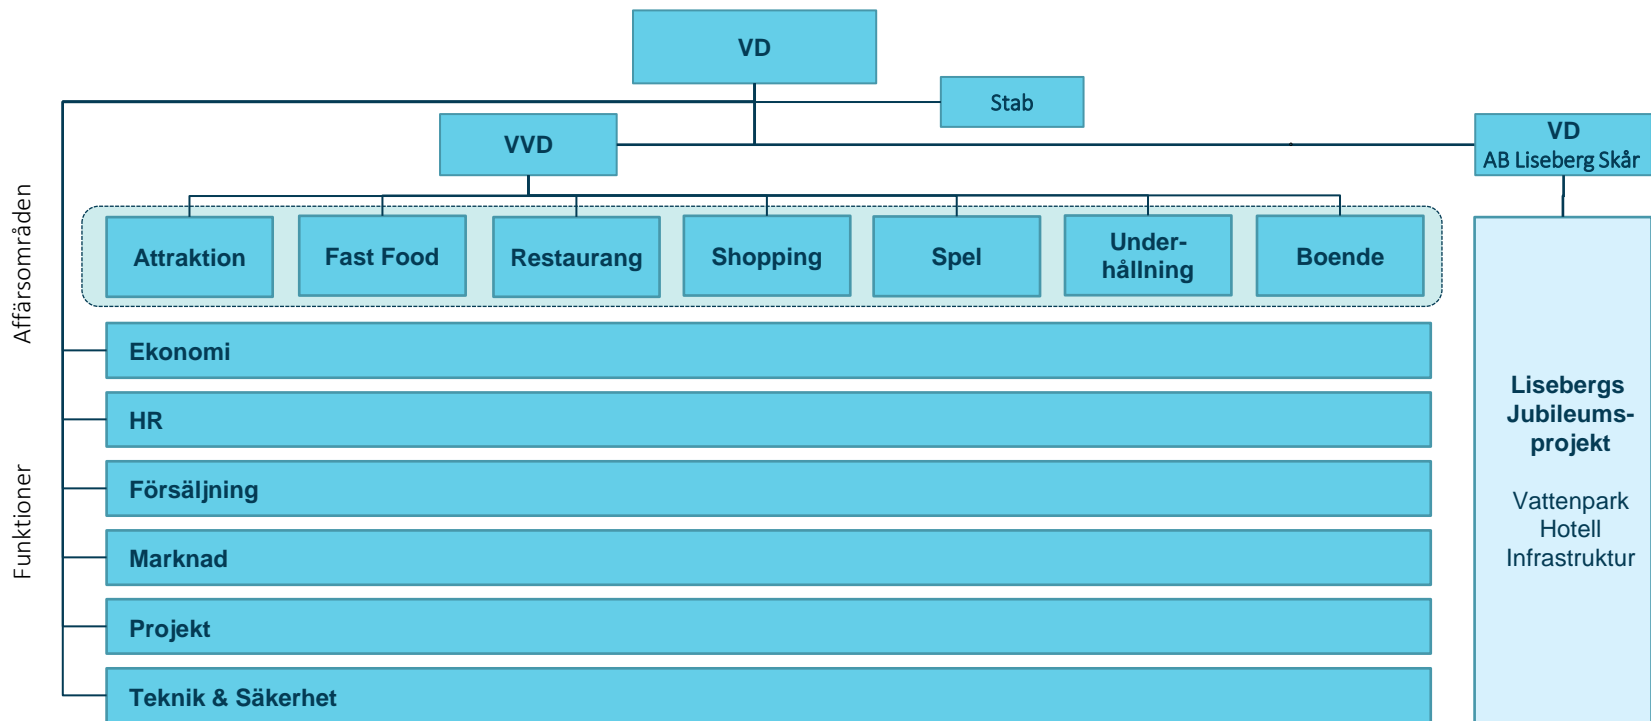 VD
Stab
VVD
VD
AB Liseberg Skår
Affärsområden
Attraktion
Fast Food
Restaurang
Shopping
Spel
Under-
hållning
Boende
Funktioner
Ekonomi
HR
Försäljning
Marknad
Projekt
Teknik & Säkerhet
Lisebergs
Jubileums-
projekt
Vattenpark
Hotell
Infrastruktur